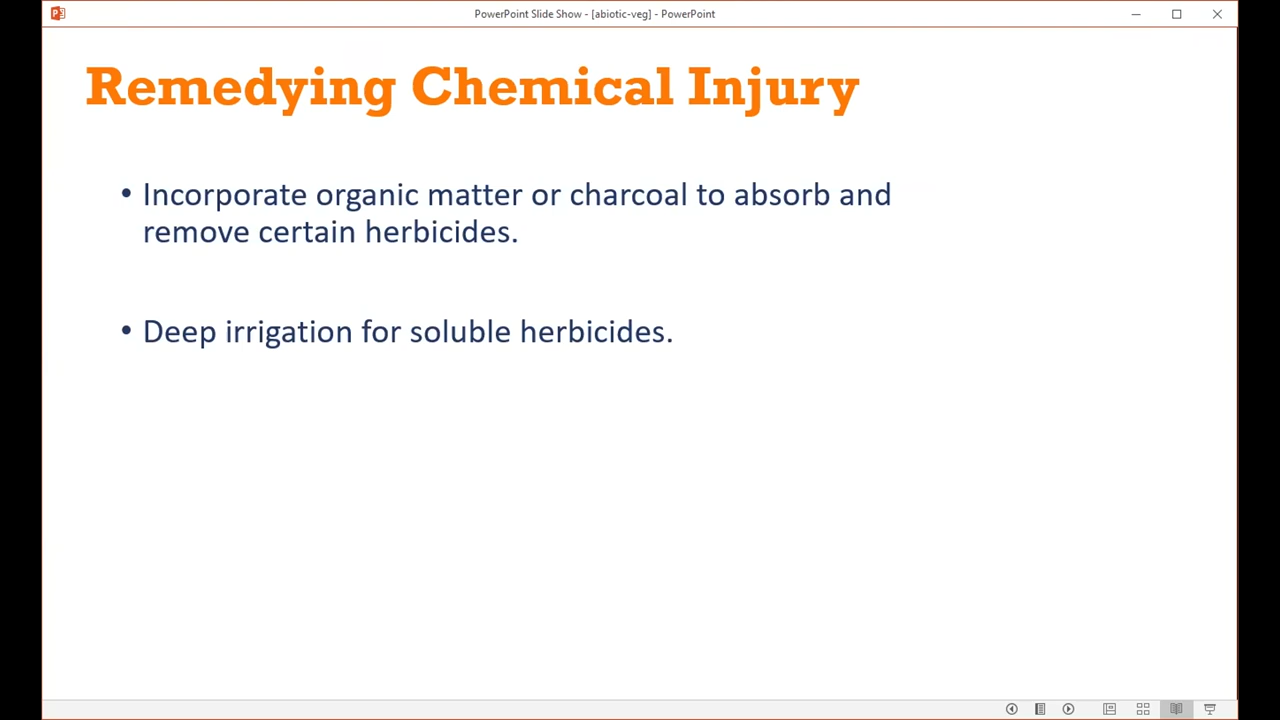 PowerPoint Slide Show - [abiotic-veg] - PowerPoint
Remedying Chemical Injury
• Incorporate organic matter or charcoal to absorb and
remove certain herbicides.
• Deep irrigation for soluble herbicides.